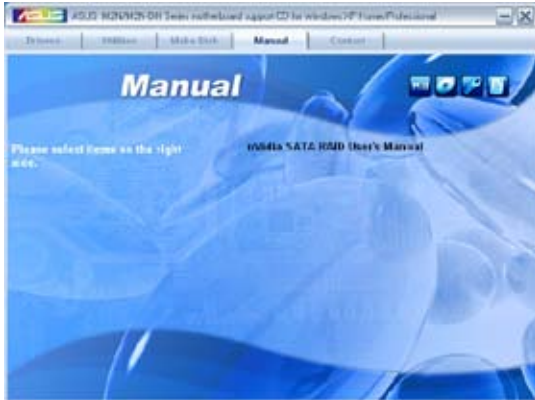 ASUS M2N/M2N-DH Series motherboard support CD for Windows XP Home/Professional
Drivers Utilities Make Disk Manual Contact
Manual
Please select items on the right side.
nVidia SATA RAID User's Manual